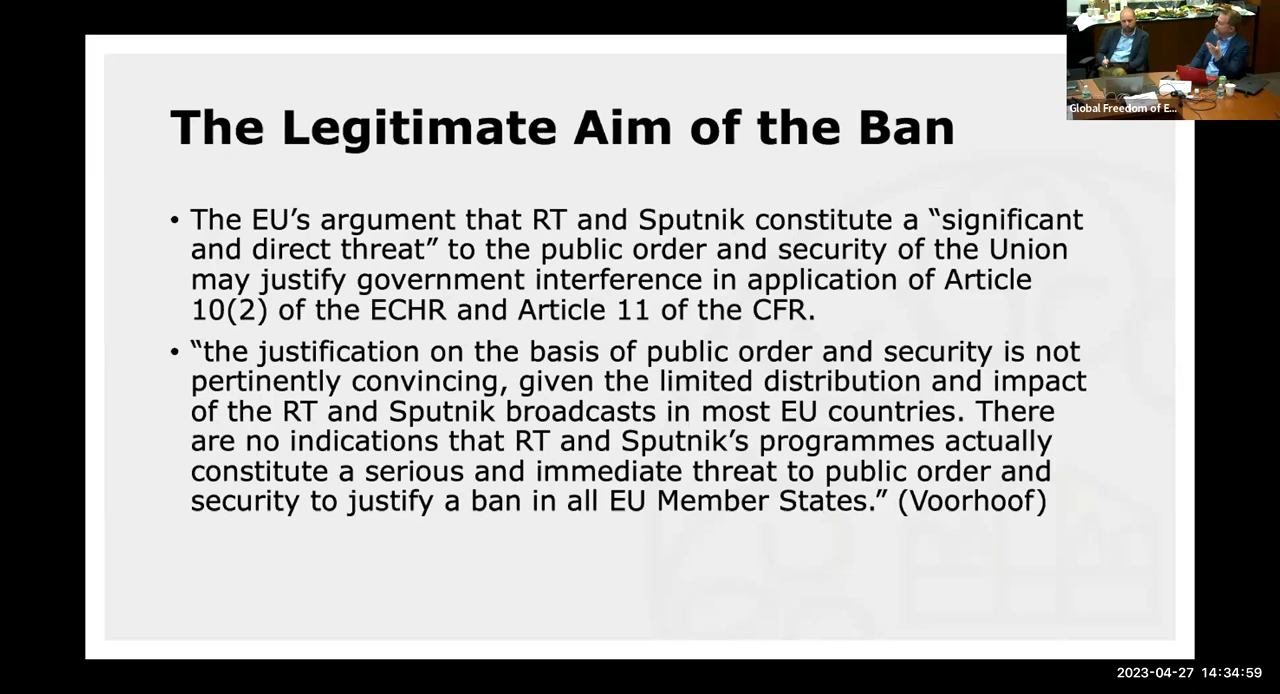 Global Freedom of E...
The Legitimate Aim of the Ban
• The EU’s argument that RT and Sputnik constitute a “significant
and direct threat” to the public order and security of the Union
may justify government interference in application of Article
10(2) of the ECHR and Article 11 of the CFR.
• “the justification on the basis of public order and security is not
pertinently convincing, given the limited distribution and impact
of the RT and Sputnik broadcasts in most EU countries. There
are no indications that RT and Sputnik’s programmes actually
constitute a serious and immediate threat to public order and
security to justify a ban in all EU Member States.” (Voorhoof)
2023-04-27 14:34:59